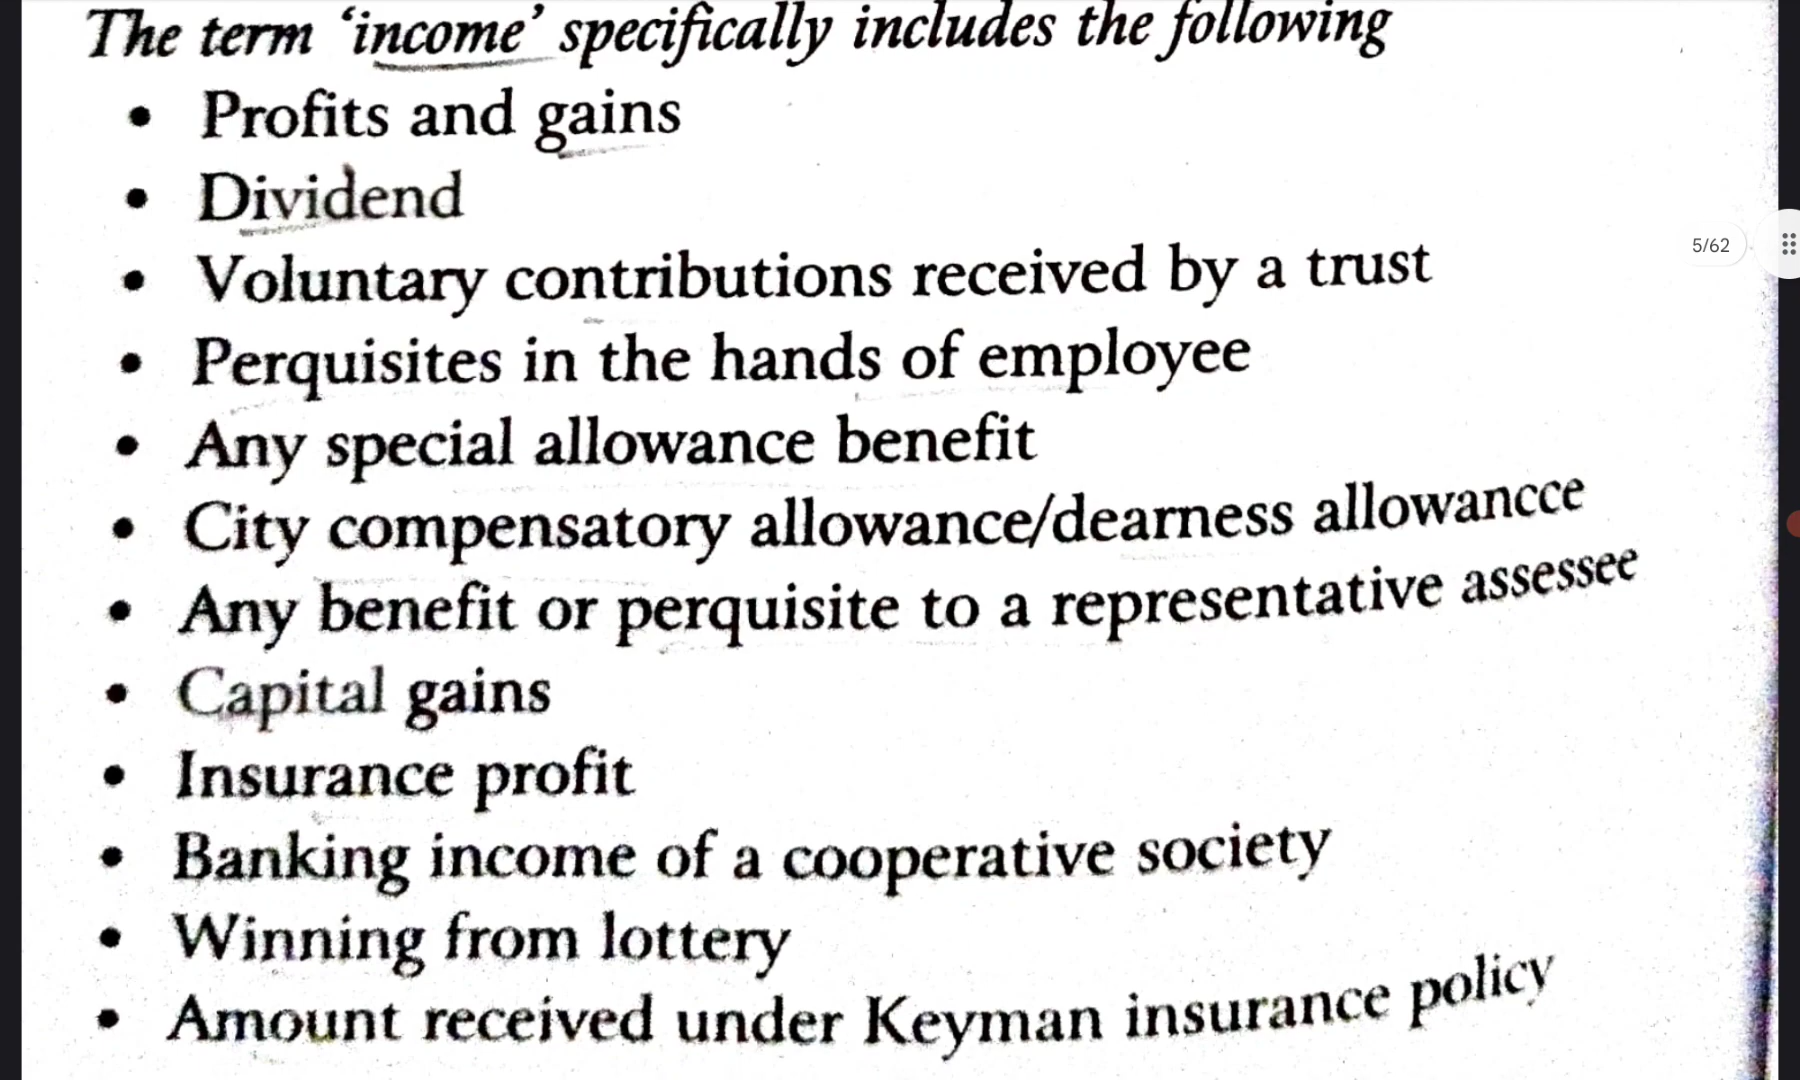 The term ‘income’ specifically includes the following
• Profits and gains
• Dividend
5/62
• Voluntary contributions received by a trust
• Perquisites in the hands of employee
• Any special allowance benefit
• City compensatory allowance/dearness allowancce
• Any benefit or perquisite to a representative assessee
• Capital gains
• Insurance profit
• Banking income of a cooperative society
• Winning from lottery
• Amount received under Keyman insurance policy